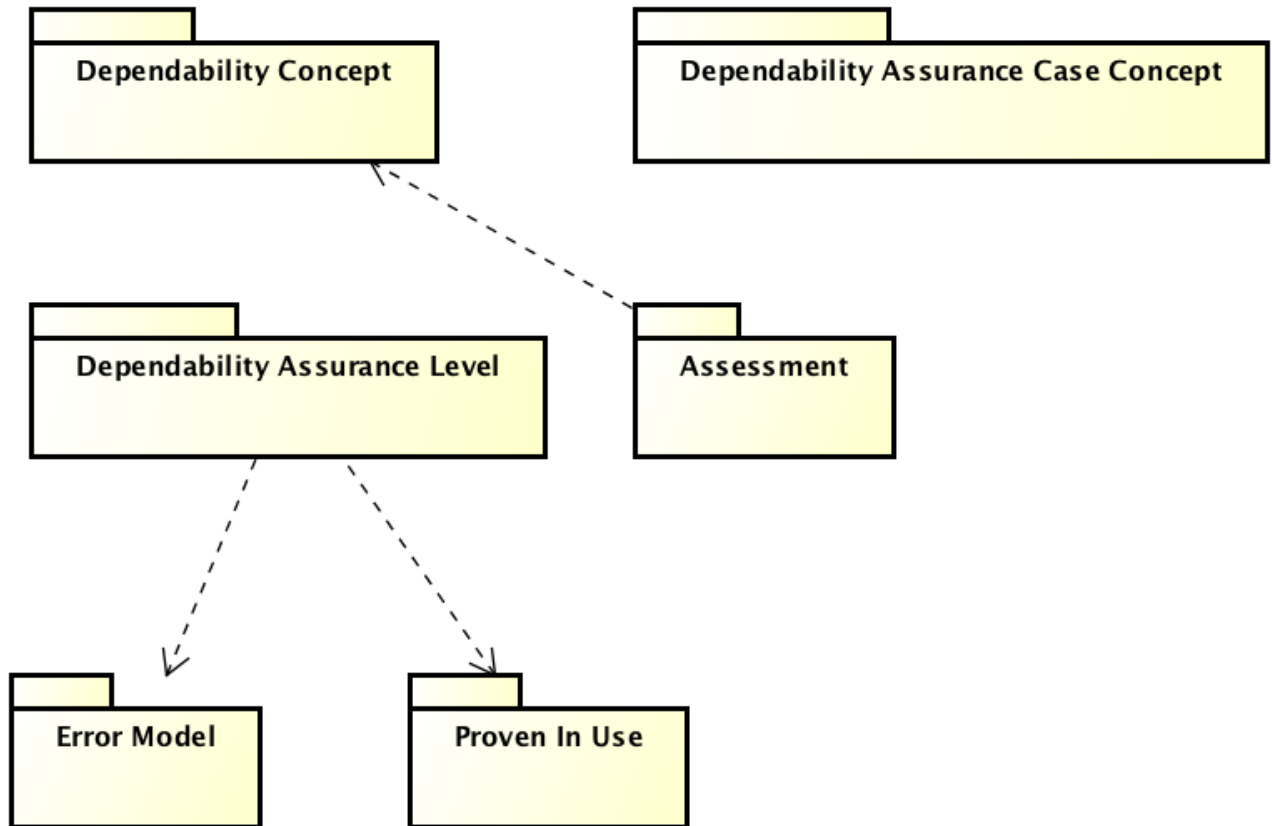 Dependability Concept
Dependability Assurance Case Concept
Dependability Assurance Level
Assessment
Error Model
Proven In Use